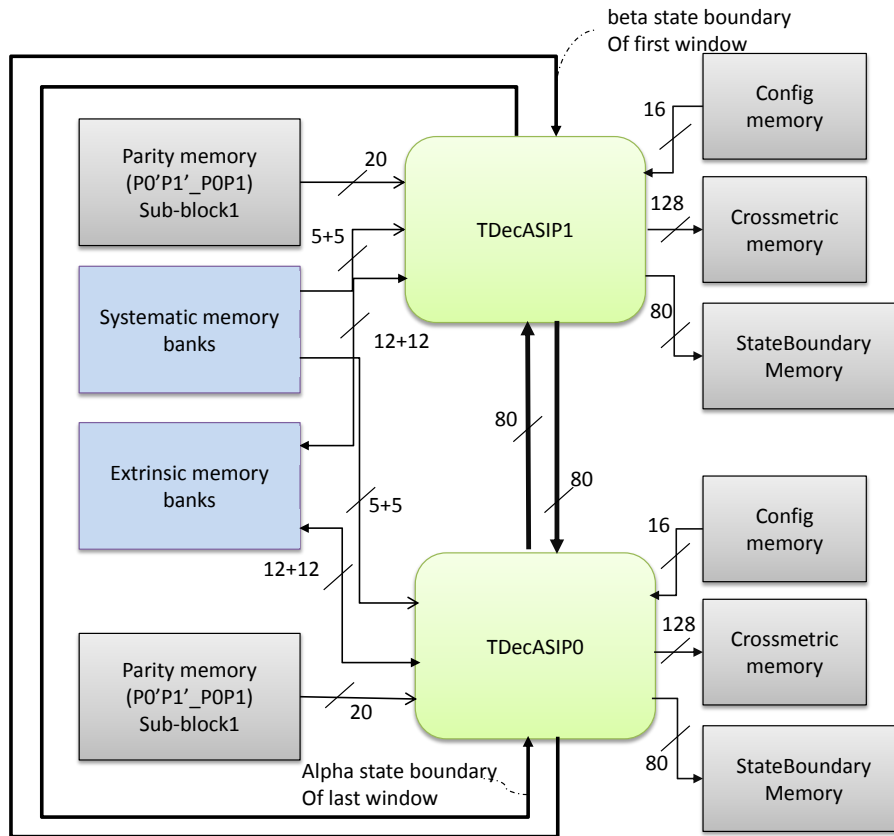 beta state boundary
Of first window
Config
memory
16
Parity memory
(P0'P1'_P0P1)
Sub-block1
20
TDecASIP1
128
Crossmetric
memory
5+5
Systematic memory
banks
12+12
80
StateBoundary
Memory
80
Extrinsic memory
banks
80
5+5
16
Config
memory
12+12
TDecASIP0
128
Crossmetric
memory
Parity memory
(P0'P1'_P0P1)
Sub-block1
20
80
StateBoundary
Memory
Alpha state boundary
Of last window